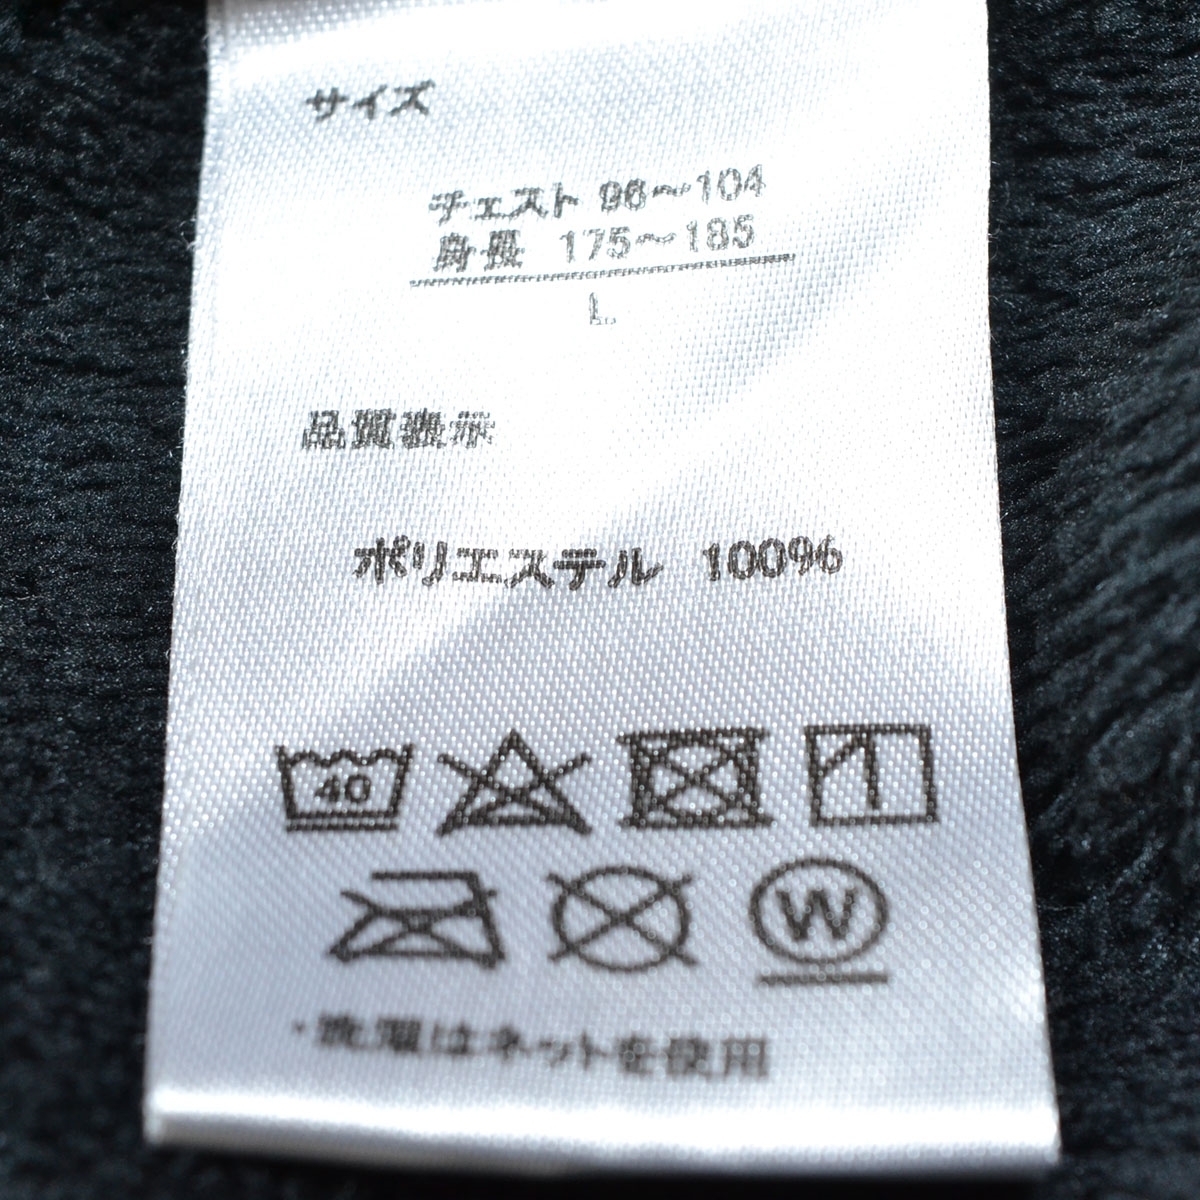 サイズ
チェスト 96～104
身長 175～185
L
品質表示
ポリエステル 100%
40
W
・洗濯はネットを使用